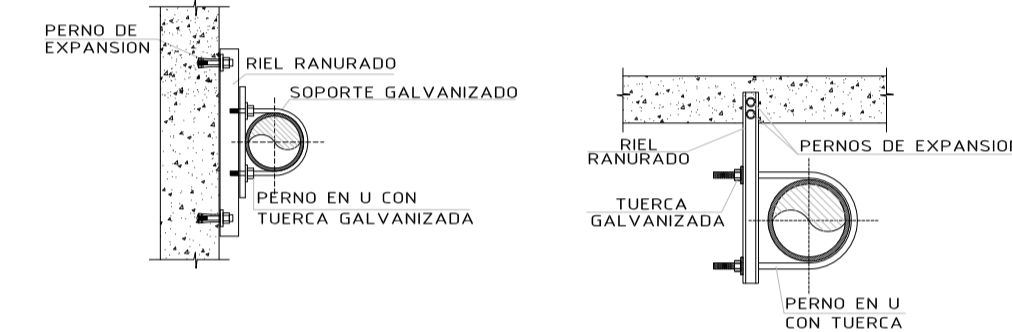 PERNO DE
EXPANSION
RIEL RANURADO
SOPORTE GALVANIZADO
PERNO EN U CON
TUERCA GALVANIZADA
RIEL
RANURADO
PERNOS DE EXPANSIO
TUERCA
GALVANIZADA
PERNO EN U
CON TUERCA